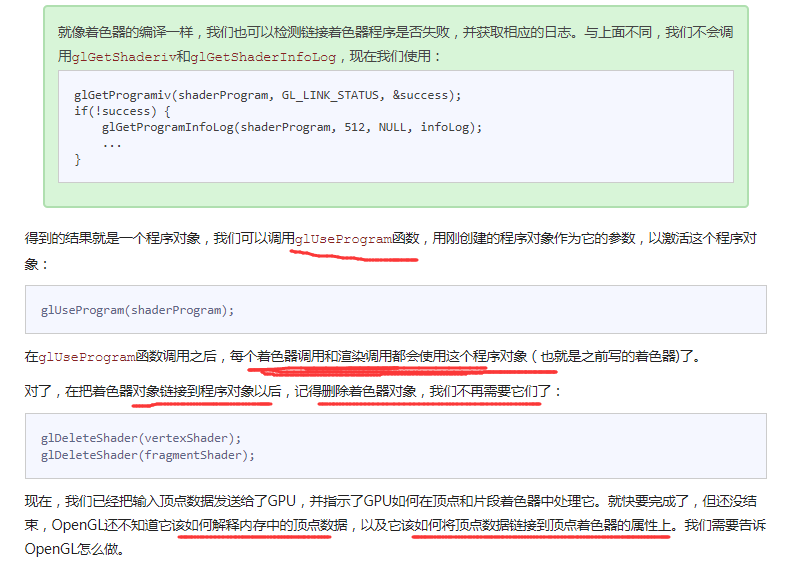 就像着色器的编译一样，我们也可以检测链接着色器程序是否失败，并获取相应的日志。与上面不同，我们不会调
用glGetShaderiv和glGetShaderInfoLog，现在我们使用：
glGetProgramiv(shaderProgram, GL_LINK_STATUS, &success);
if(!success) {
    glGetProgramInfoLog(shaderProgram, 512, NULL, infoLog);
    ...
}
得到的结果就是一个程序对象，我们可以调用glUseProgram函数，用刚创建的程序对象作为它的参数，以激活这个程序对
象：
glUseProgram(shaderProgram);
在glUseProgram函数调用之后，每个着色器调用和渲染调用都会使用这个程序对象（也就是之前写的着色器)了。
对了，在把着色器对象链接到程序对象以后，记得删除着色器对象，我们不再需要它们了：
glDeleteShader(vertexShader);
glDeleteShader(fragmentShader);
现在，我们已经把输入顶点数据发送给了GPU，并指示了GPU如何在顶点和片段着色器中处理它。就快要完成了，但还没结
束，OpenGL还不知道它该如何解释内存中的顶点数据，以及它该如何将顶点数据链接到顶点着色器的属性上。我们需要告诉
OpenGL怎么做。